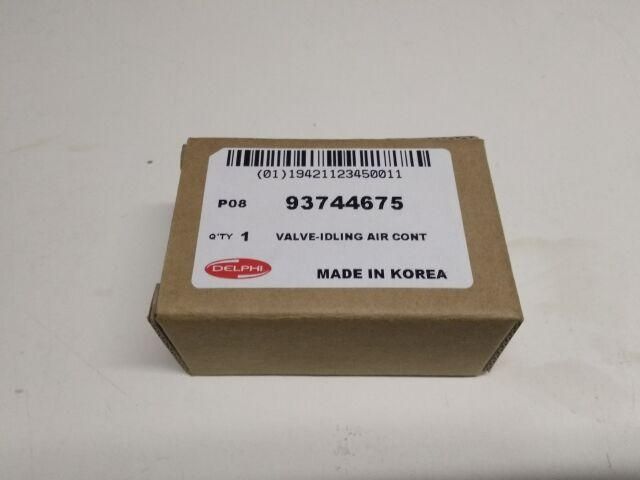 (01)19421123450011
P08 93744675
Q'TY 1 VALVE-IDLING AIR CONT
DELPHI MADE IN KOREA